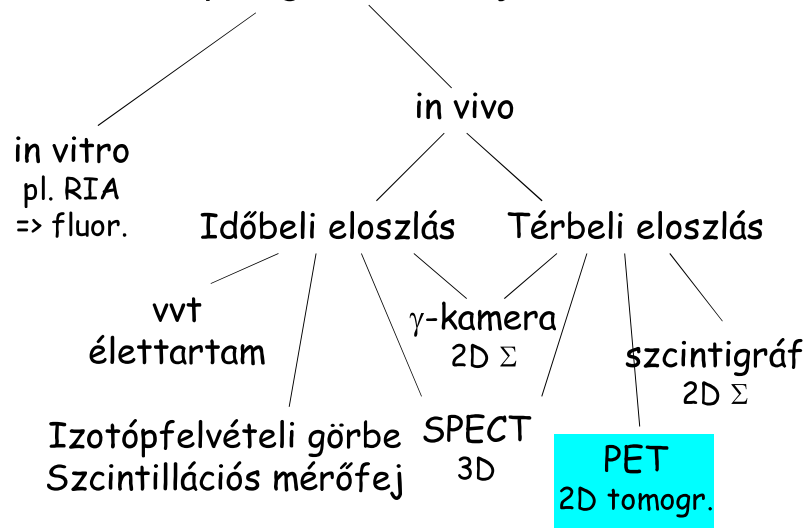 in vivo
in vitro
pl. RIA
=> fluor.
Időbeli eloszlás
Térbeli eloszlás
vvt
élettartam
γ-kamera
2D Σ
szcintigráf
2D Σ
Izotópfelvételi görbe
Szcintillációs mérőfej
SPECT
3D
PET
2D tomogr.